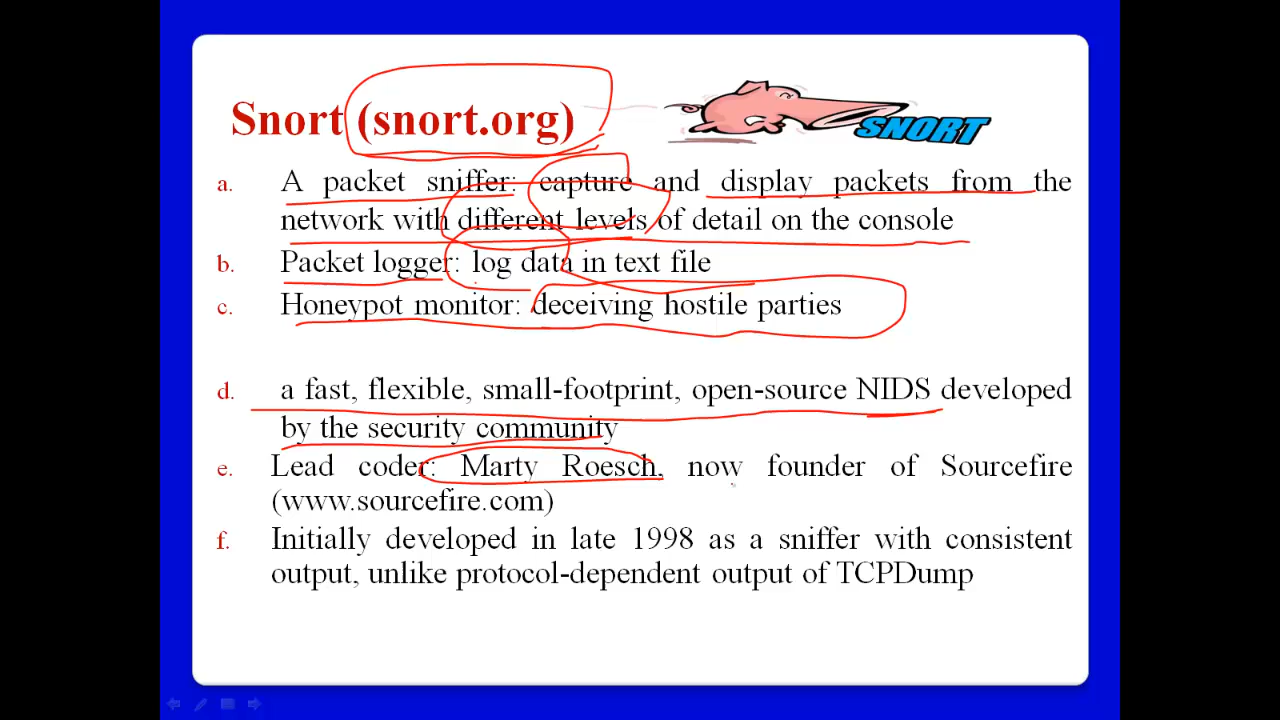 Snort (snort.org)
SNORT
a. A packet sniffer: capture and display packets from the
network with different levels of detail on the console
b. Packet logger: log data in text file
c. Honeypot monitor: deceiving hostile parties
d. a fast, flexible, small-footprint, open-source NIDS developed
by the security community
e. Lead coder: Marty Roesch, now founder of Sourcefire
(www.sourcefire.com)
f. Initially developed in late 1998 as a sniffer with consistent
output, unlike protocol-dependent output of TCPDump